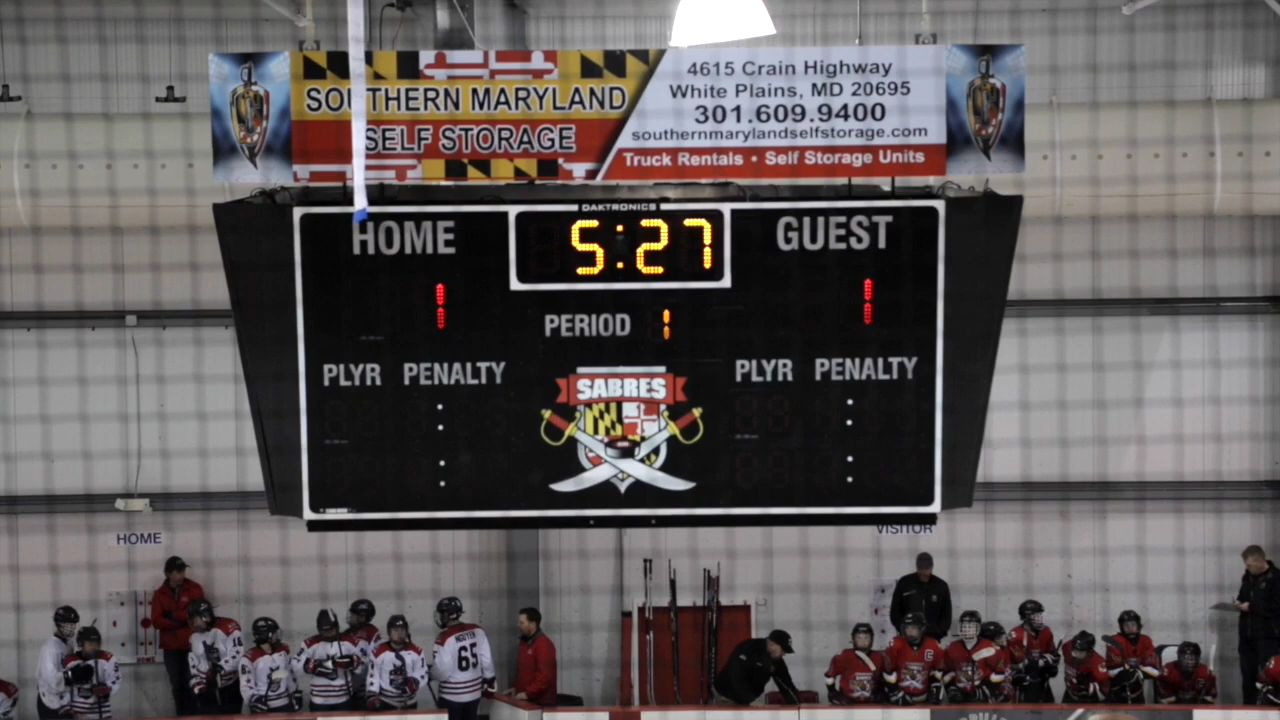 SOUTHERN MARYLAND
SELF STORAGE
4615 Crain Highway
White Plains, MD 20695
301.609.9400
southernmarylandselfstorage.com
Truck Rentals • Self Storage Units
DAKTRONICS
HOME
5:27
GUEST
1
1
PERIOD 1
PLYR PENALTY
PLYR PENALTY
SABRES
HOME
VISITOR
NGUYEN
65
C